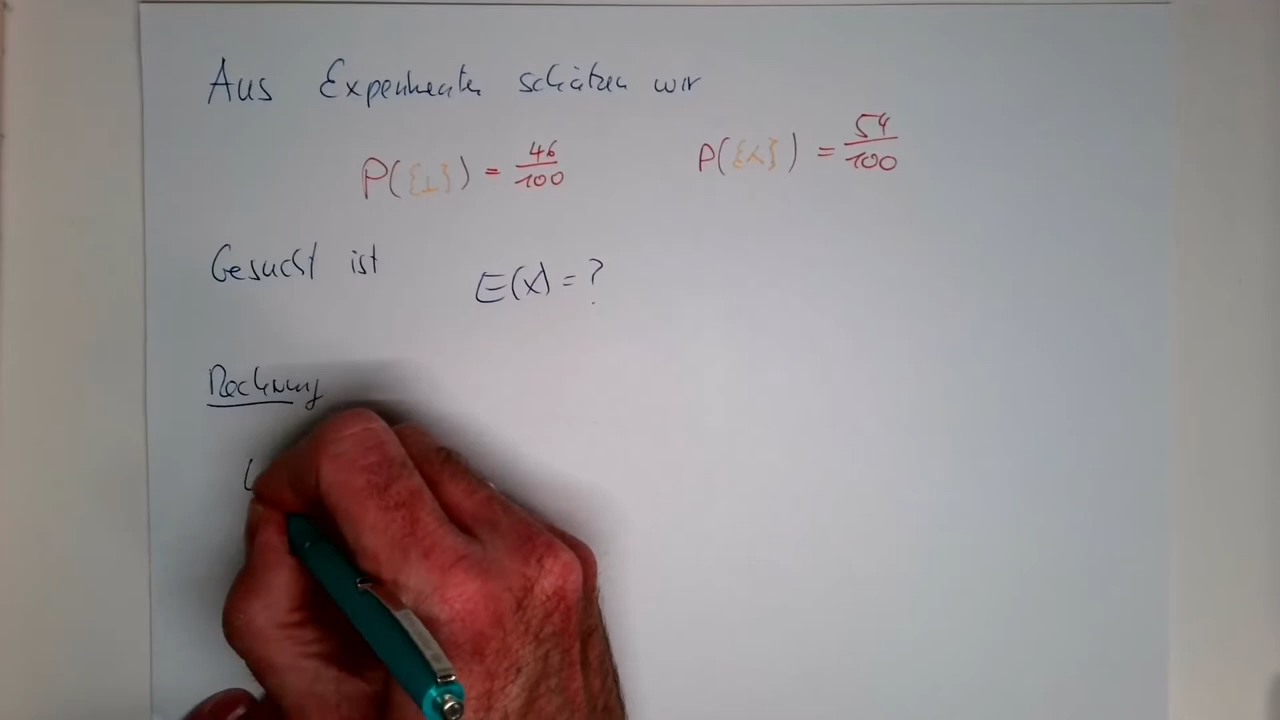 Aus Experimenten schätzen wir
P({⊥}) = 46/100 P({⋌}) = 54/100
Gesucht ist E(X) = ?
Rechnung